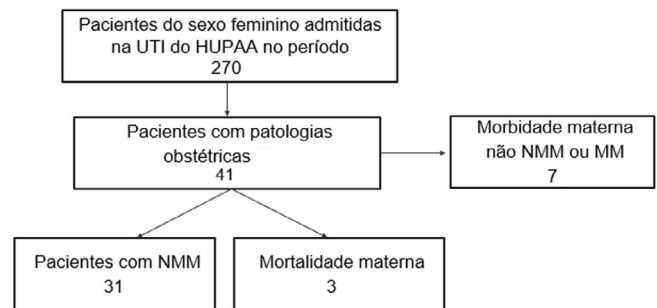 Pacientes do sexo feminino admitidas
na UTI do HUPAA no período
270
Pacientes com patologias
obstétricas
41
Morbidade materna
não NMM ou MM
7
Pacientes com NMM
31
Mortalidade materna
3